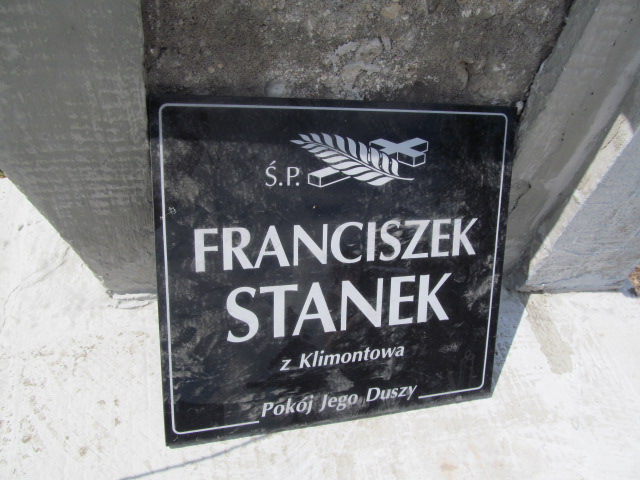 Ś.P.
FRANCISZEK
STANEK
z Klimontowa
Pokój Jego Duszy